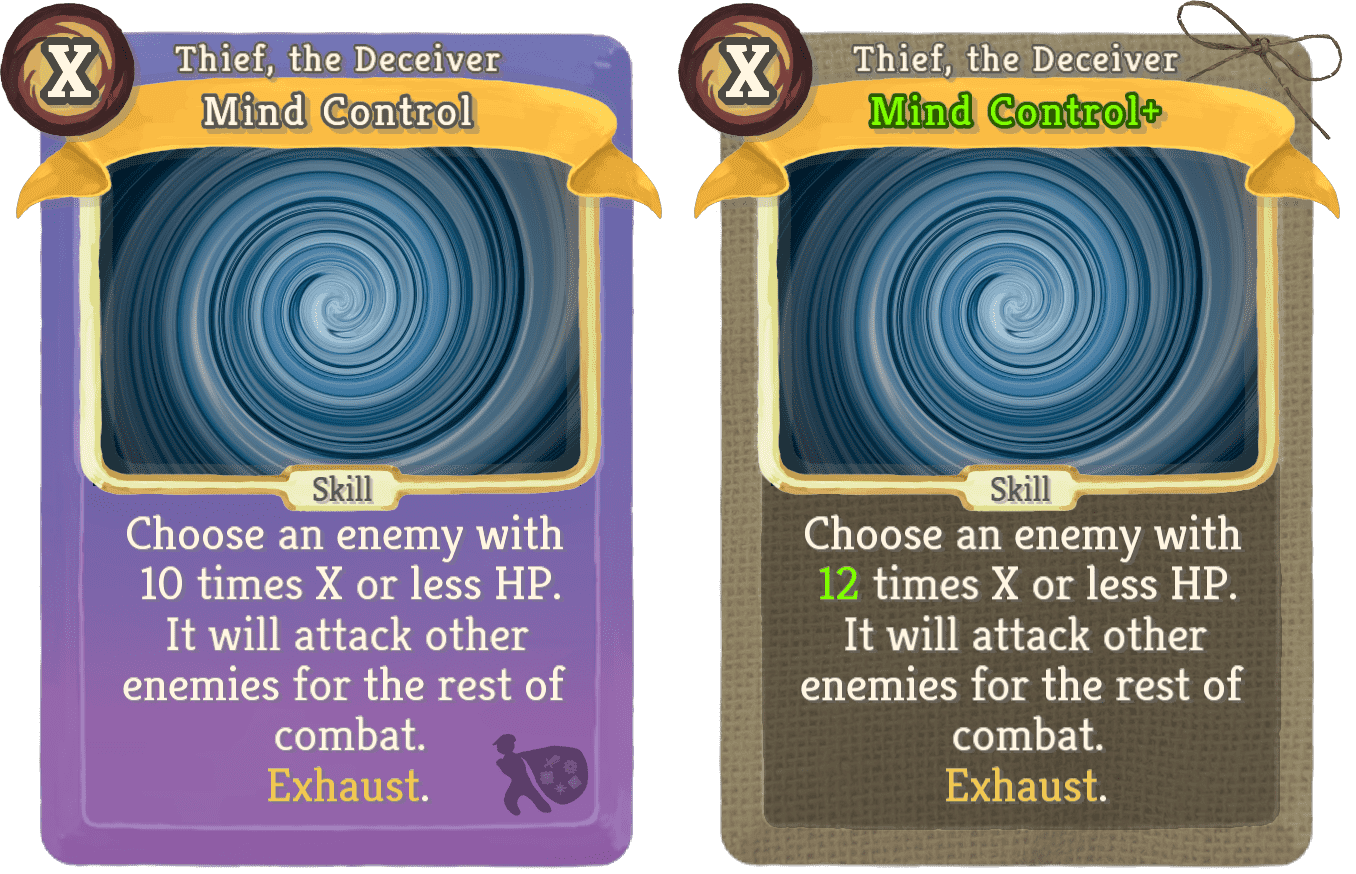 X
Thief, the Deceiver
Mind Control
Skill
Choose an enemy with
10 times X or less HP.
It will attack other
enemies for the rest of
combat.
Exhaust.
X
Thief, the Deceiver
Mind Control+
Skill
Choose an enemy with
12 times X or less HP.
It will attack other
enemies for the rest of
combat.
Exhaust.